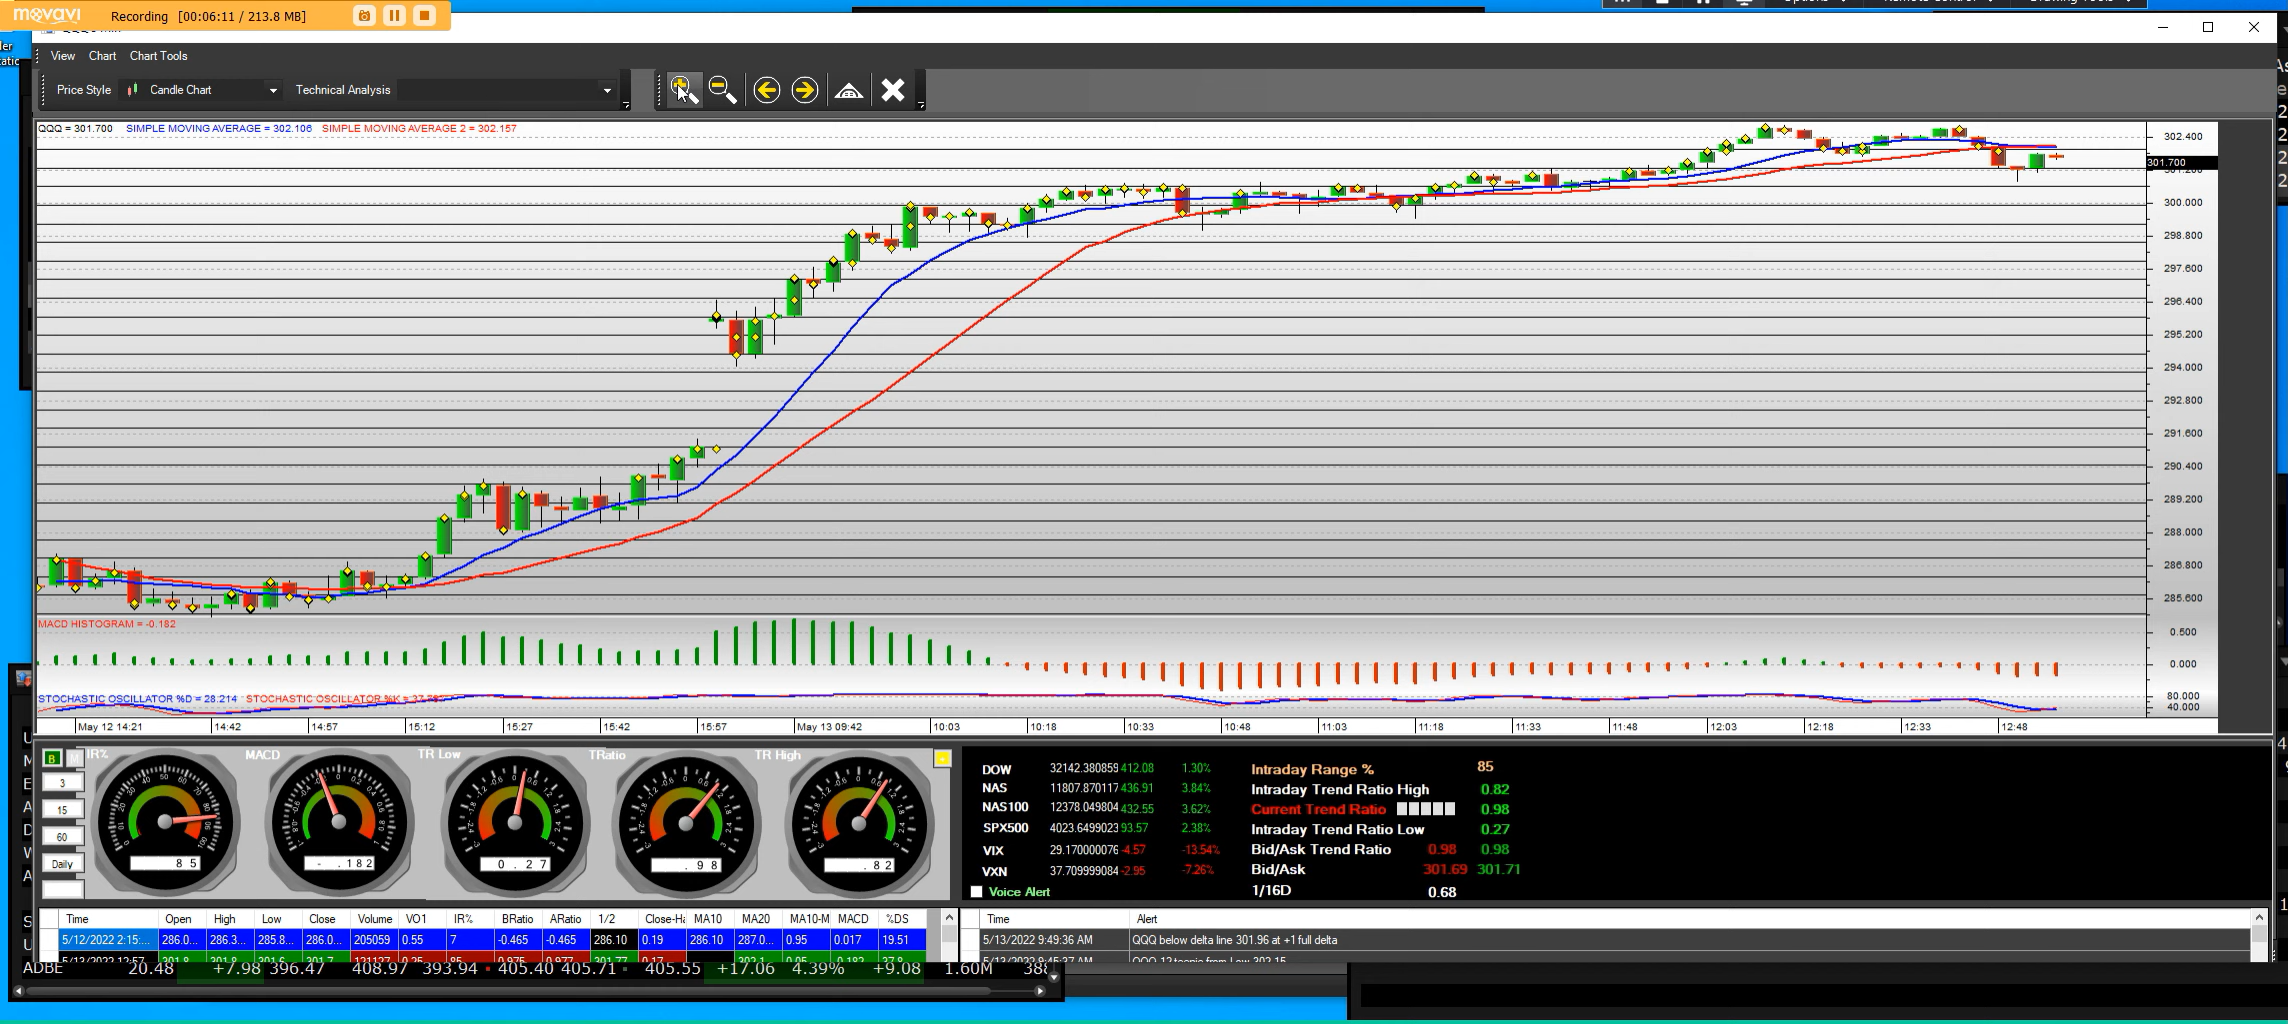 movavi Recording [00:06:11 / 213.8 MB]
View Chart Chart Tools
Price Style Candle Chart Technical Analysis
QQQ = 301.700 SIMPLE MOVING AVERAGE = 302.106 SIMPLE MOVING AVERAGE 2 = 302.157
302.400
301.700
301.200
300.000
298.800
297.600
296.400
295.200
294.000
292.800
291.600
290.400
289.200
288.000
286.800
285.600
MACD HISTOGRAM = -0.182
0.500
0.000
STOCHASTIC OSCILLATOR %D = 28.214 STOCHASTIC OSCILLATOR %K =
80.000
40.000
May 12 14:21 14:42 14:57 15:12 15:27 15:42 15:57 May 13 09:42 10:03 10:18 10:33 10:48 11:03 11:18 11:33 11:48 12:03 12:18 12:33 12:48
B M IR% MACD TR Low TRatio TR High
3
15
60
Daily
85 - .182 0.27 .98 .82
DOW 32142.380859 412.08 1.30%
NAS 11807.870117 436.91 3.84%
NAS100 12378.049804 432.55 3.62%
SPX500 4023.6499023 93.57 2.38%
VIX 29.170000076 -4.57 -13.54%
VXN 37.709999084 -2.95 -7.26%
Voice Alert
Intraday Range % 85
Intraday Trend Ratio High 0.82
Current Trend Ratio 0.98
Intraday Trend Ratio Low 0.27
Bid/Ask Trend Ratio 0.98 0.98
Bid/Ask 301.69 301.71
1/16D 0.68
Time Open High Low Close Volume VO1 IR% BRatio ARatio 1/2 Close-Ha MA10 MA20 MA10-M MACD %DS
5/12/2022 2:15:... 286.0... 286.3... 285.8... 286.0... 205059 0.55 7 -0.465 -0.465 286.10 0.19 286.10 287.0... 0.95 0.017 19.51
Time Alert
5/13/2022 9:49:36 AM QQQ below delta line 301.96 at +1 full delta
ADBE 20.48 +7.98 396.47 408.97 393.94 405.40 405.71 405.55 +17.06 4.39% +9.08 1.60M